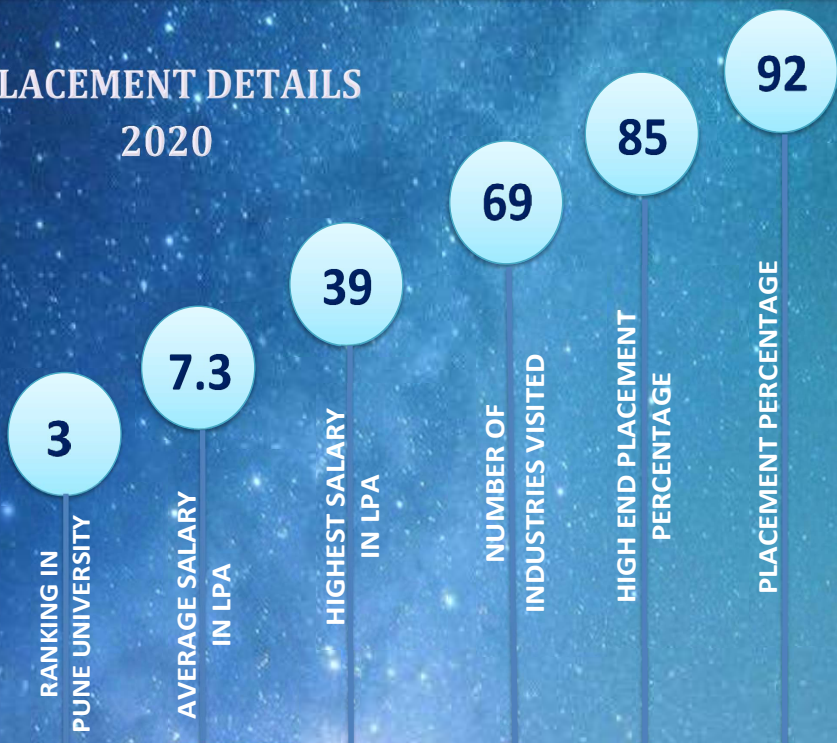 LACEMENT DETAILS
2020
3
RANKING IN
PUNE UNIVERSITY
7.3
AVERAGE SALARY
IN LPA
39
HIGHEST SALARY
IN LPA
69
NUMBER OF
INDUSTRIES VISITED
85
HIGH END PLACEMENT
PERCENTAGE
92
PLACEMENT PERCENTAGE